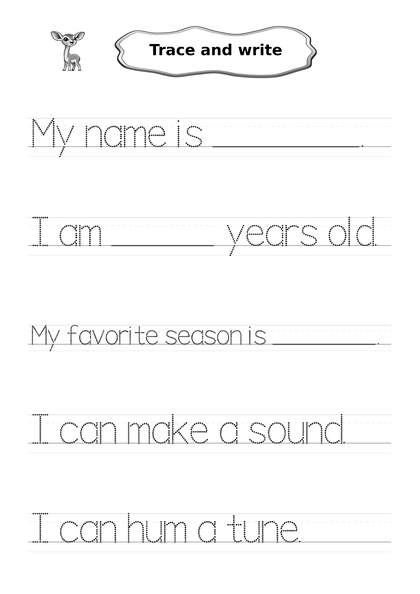 Trace and write
My name is ____________.
I am ________ years old.
My favorite season is ________.
I can make a sound.
I can hum a tune.